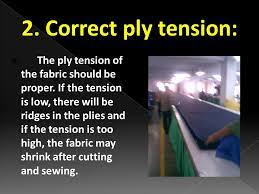 2. Correct ply tension:
The ply tension of
the fabric should be
proper. If the tension
is low, there will be
ridges in the plies and
if the tension is too
high, the fabric may
shrink after cutting
and sewing.